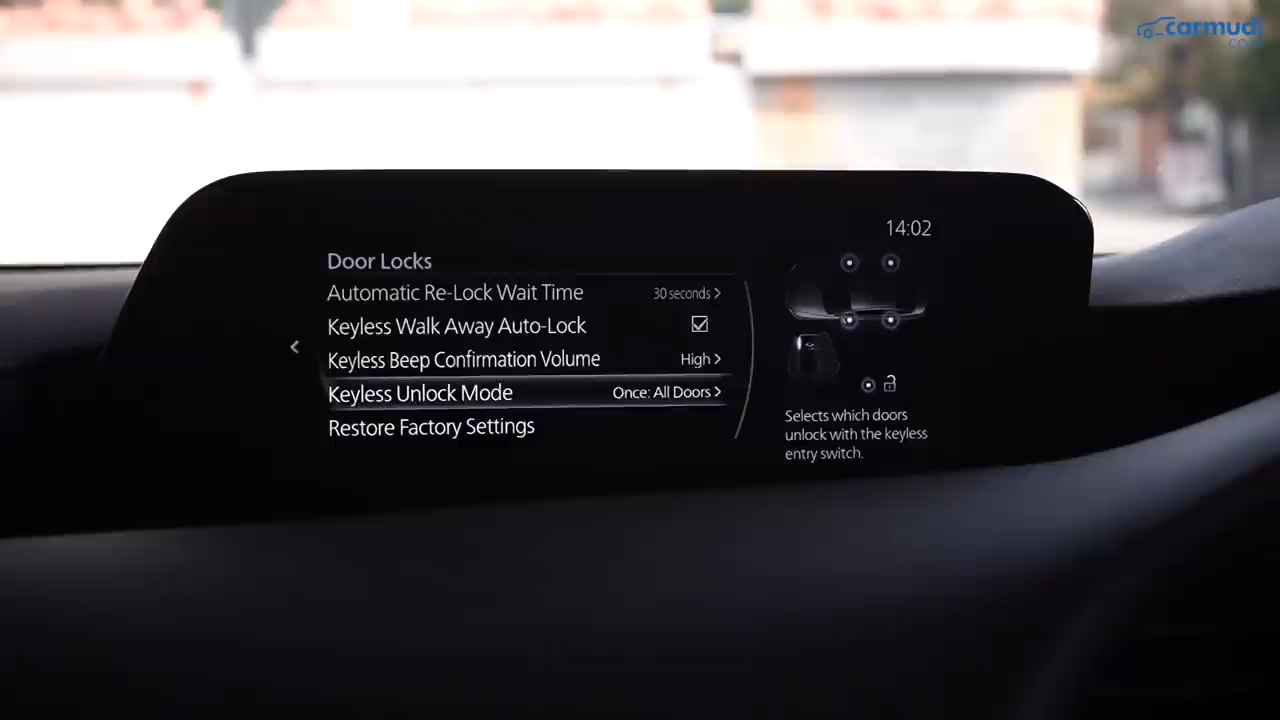 carmudi
14:02
Door Locks
Automatic Re-Lock Wait Time 30 seconds >
Keyless Walk Away Auto-Lock
Keyless Beep Confirmation Volume High >
Keyless Unlock Mode Once: All Doors >
Restore Factory Settings
Selects which doors
unlock with the keyless
entry switch.